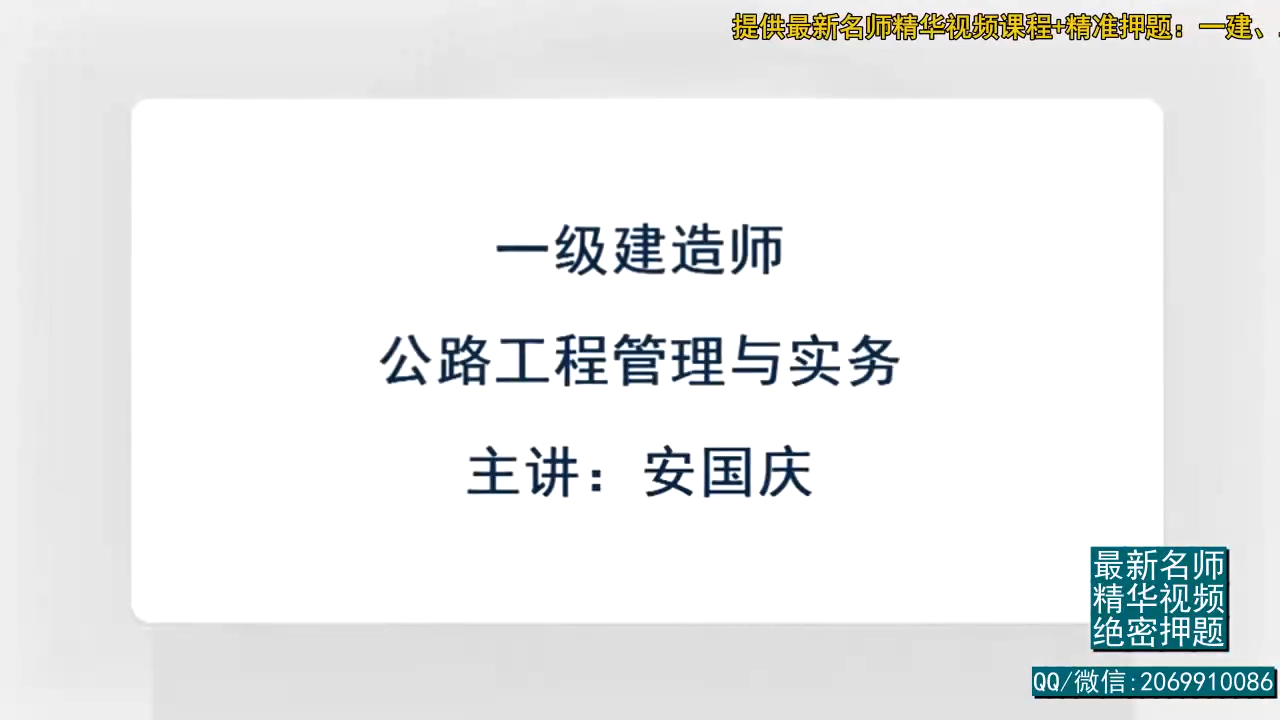 提供最新名师精华视频课程+精准押题：一建、
一级建造师
公路工程管理与实务
主讲：安国庆
最新名师
精华视频
绝密押题
QQ/微信:2069910086